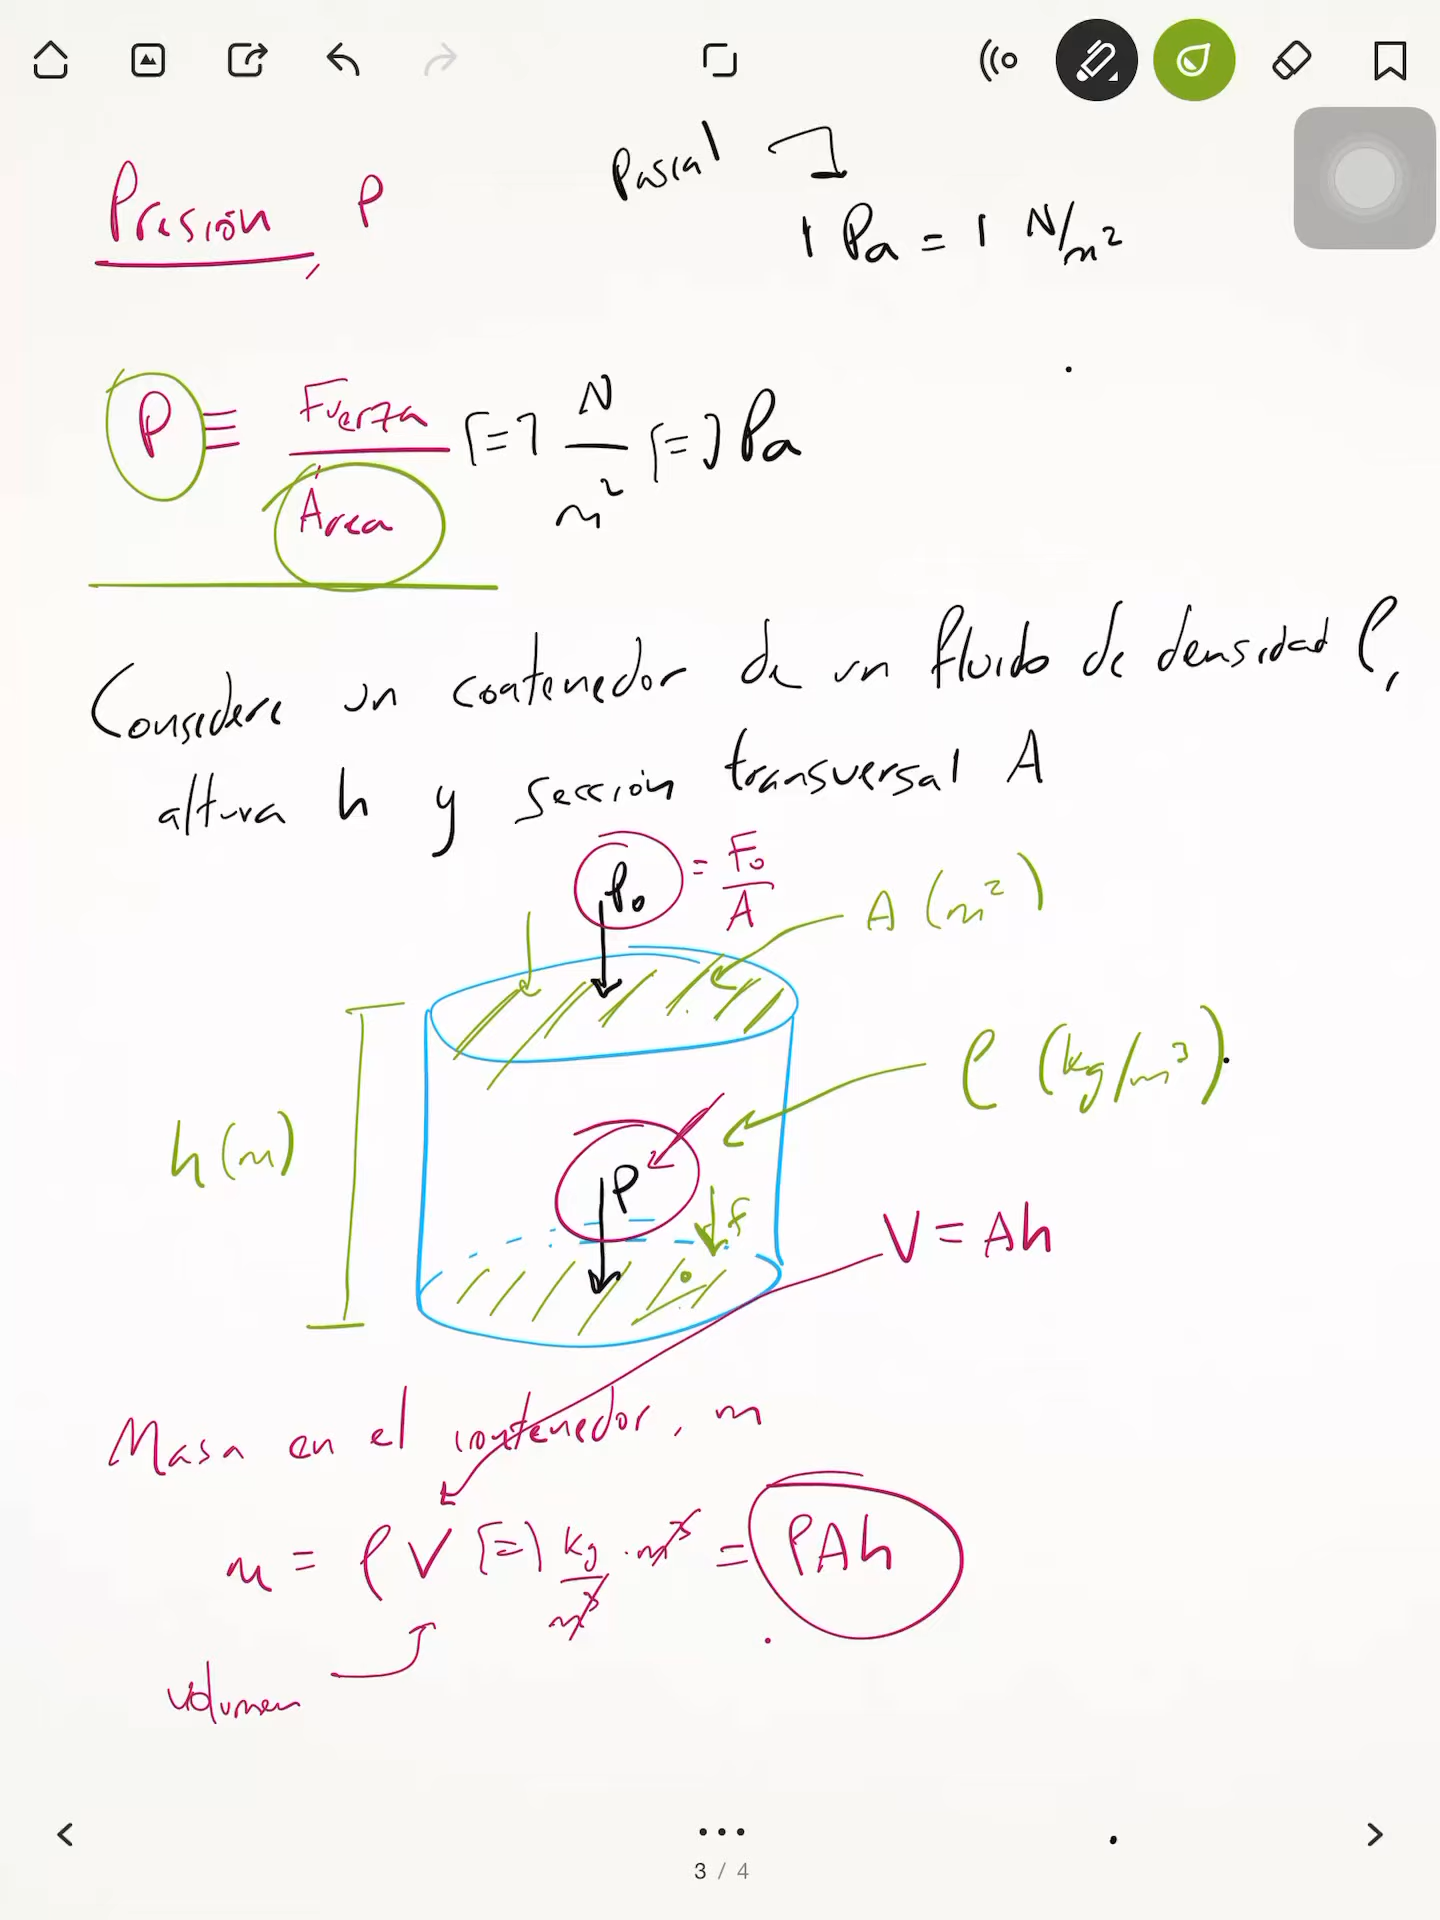 Presión, P
Pascal
1 Pa = 1 N/m²
P ≡ Fuerza / Área [=] N / m² [=] Pa
Considere un contenedor de un fluido de densidad ρ,
altura h y sección transversal A
P₀ = F₀ / A
A (m²)
ρ (kg/m³)
h (m)
P
f
V = Ah
Masa en el contenedor, m
m = ρ V [=] kg / m³ · m³ = ρAh
volumen
3 / 4